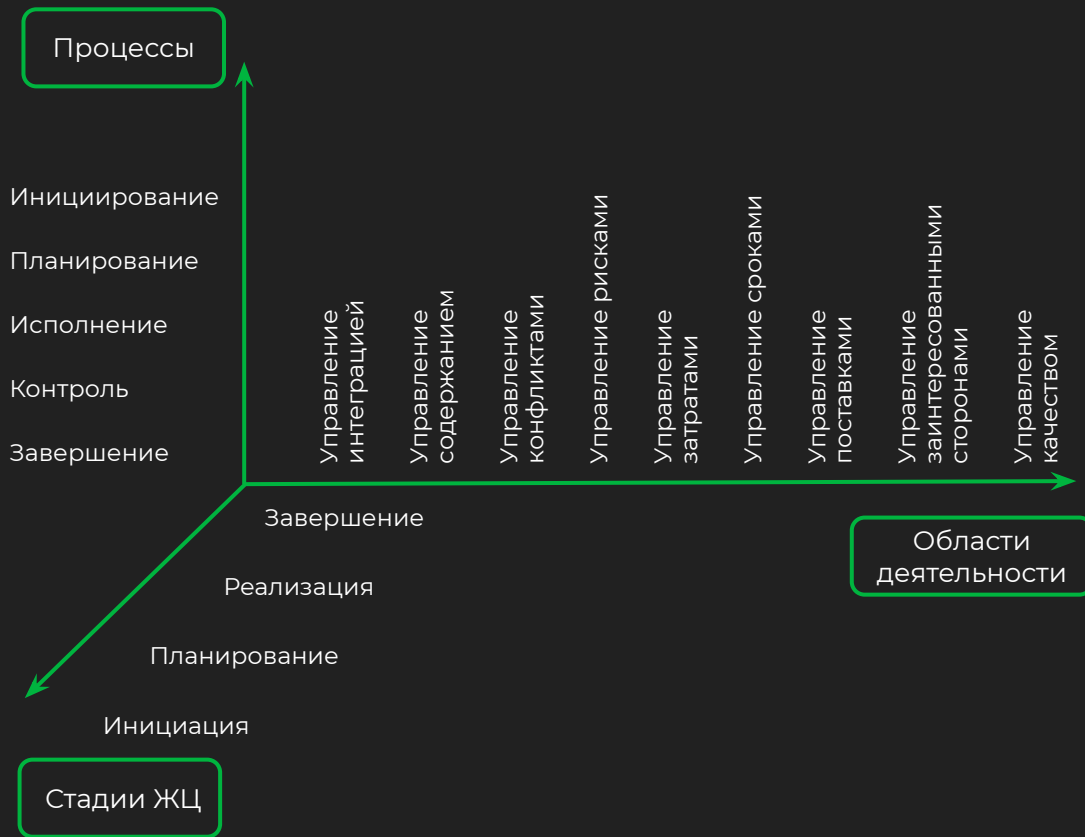 Процессы
Инициирование
Планирование
Исполнение
Контроль
Завершение
Управление
интеграцией
Управление
содержанием
Управление
конфликтами
Управление рисками
Управление
затратами
Управление сроками
Управление
поставками
Управление
заинтересованными
сторонами
Управление
качеством
Завершение
Реализация
Планирование
Инициация
Области
деятельности
Стадии ЖЦ